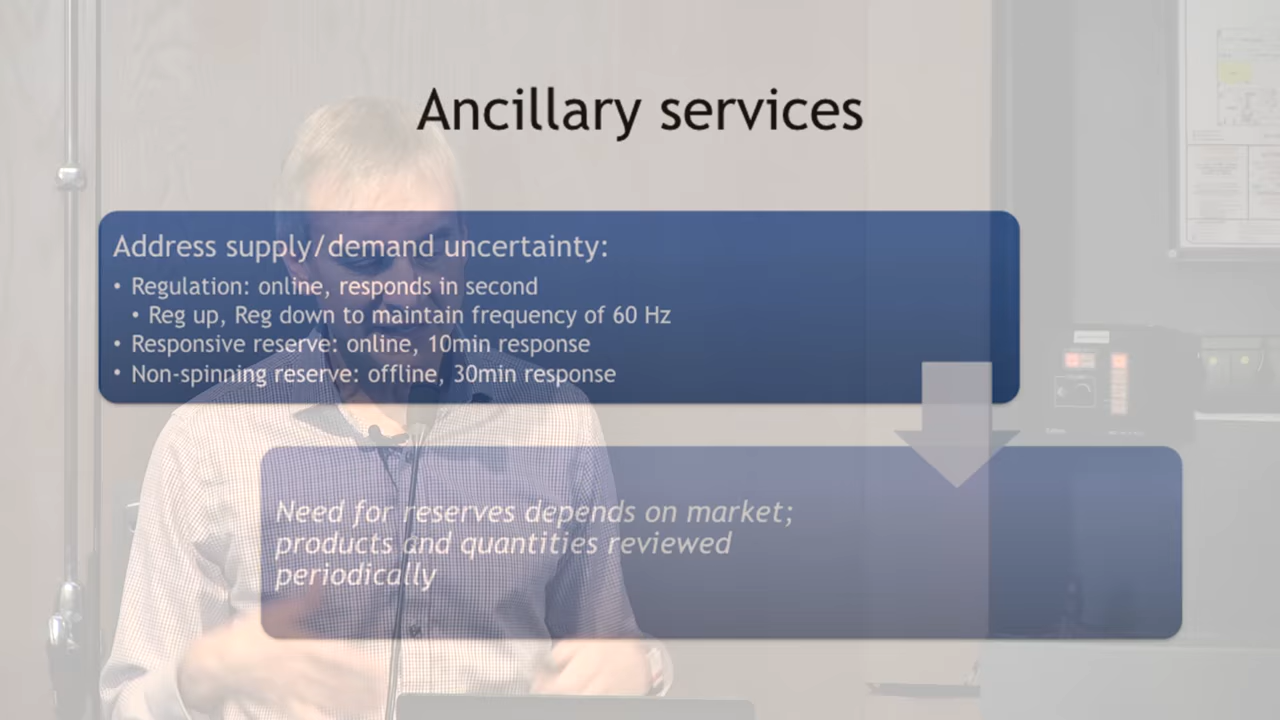 Ancillary services
Address supply/demand uncertainty:
• Regulation: online, responds in second
• Reg up, Reg down to maintain frequency of 60 Hz
• Responsive reserve: online, 10min response
• Non-spinning reserve: offline, 30min response
Need for reserves depends on market;
products and quantities reviewed
periodically